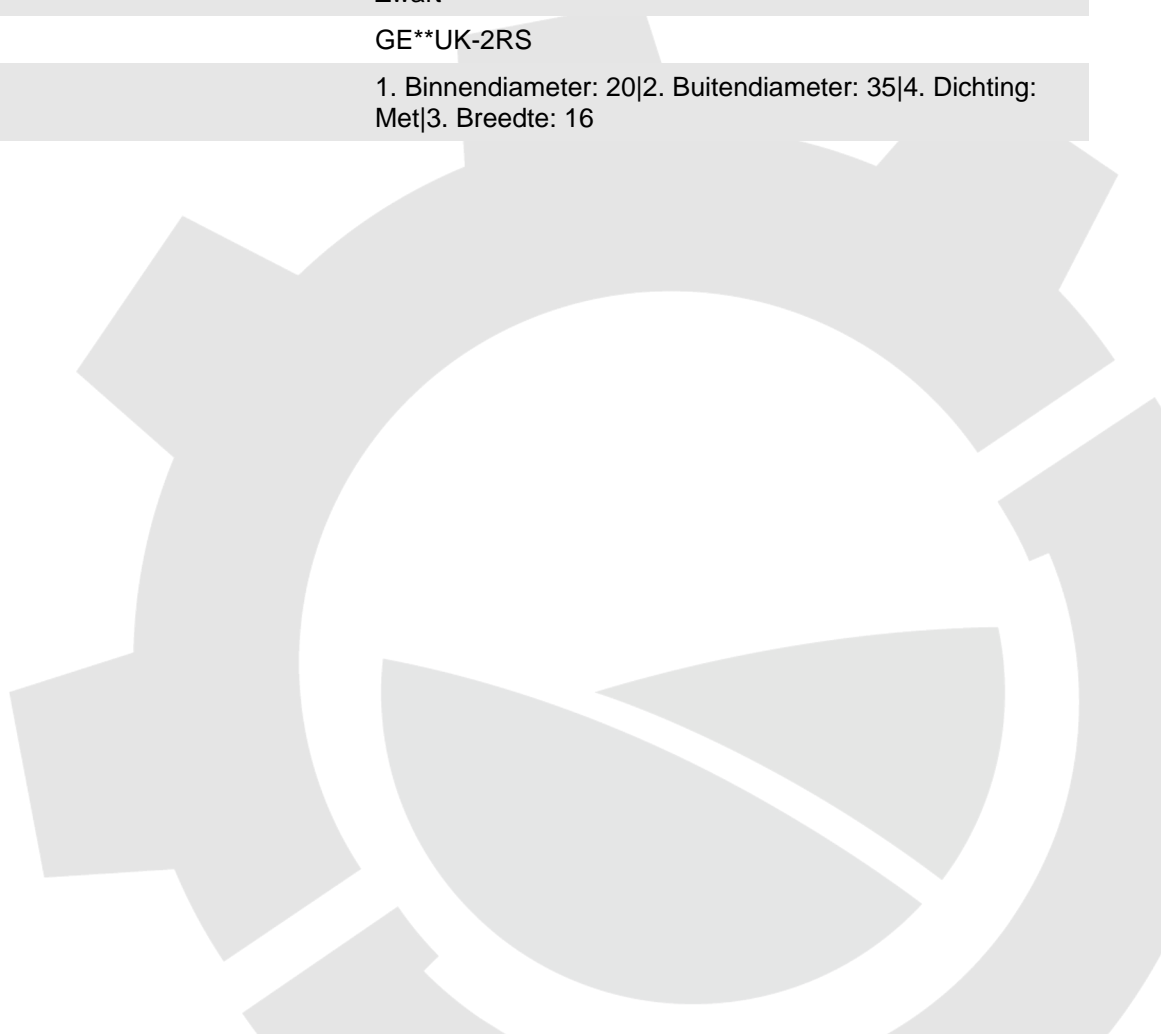 GE**UK-2RS
1. Binnendiameter: 20|2. Buitendiameter: 35|4. Dichting:
Met|3. Breedte: 16